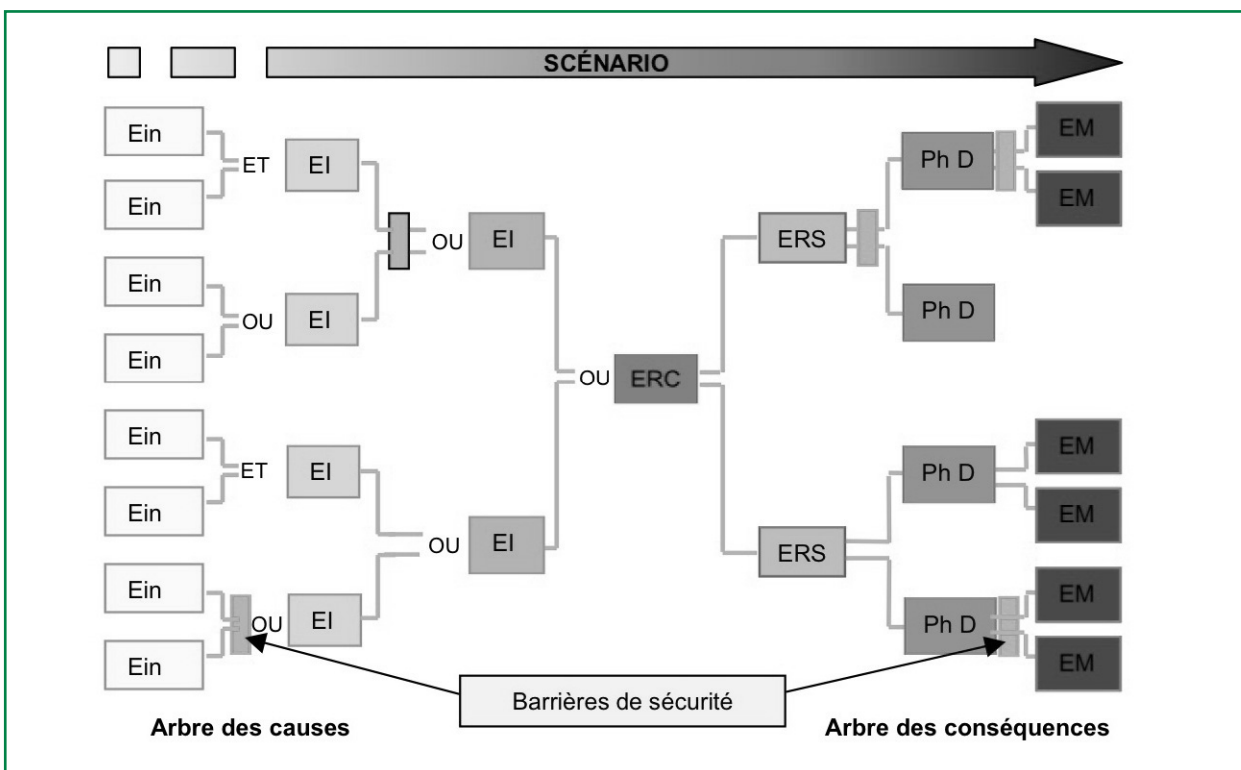 SCÉNARIO
Ein
EM
ET
EI
Ph D
Ein
EM
OU
EI
ERS
Ein
OU
EI
Ph D
Ein
OU
ERC
Ein
EM
ET
EI
Ph D
Ein
EM
OU
EI
ERS
Ein
EM
OU
EI
Ph D
Ein
EM
Barrières de sécurité
Arbre des causes
Arbre des conséquences